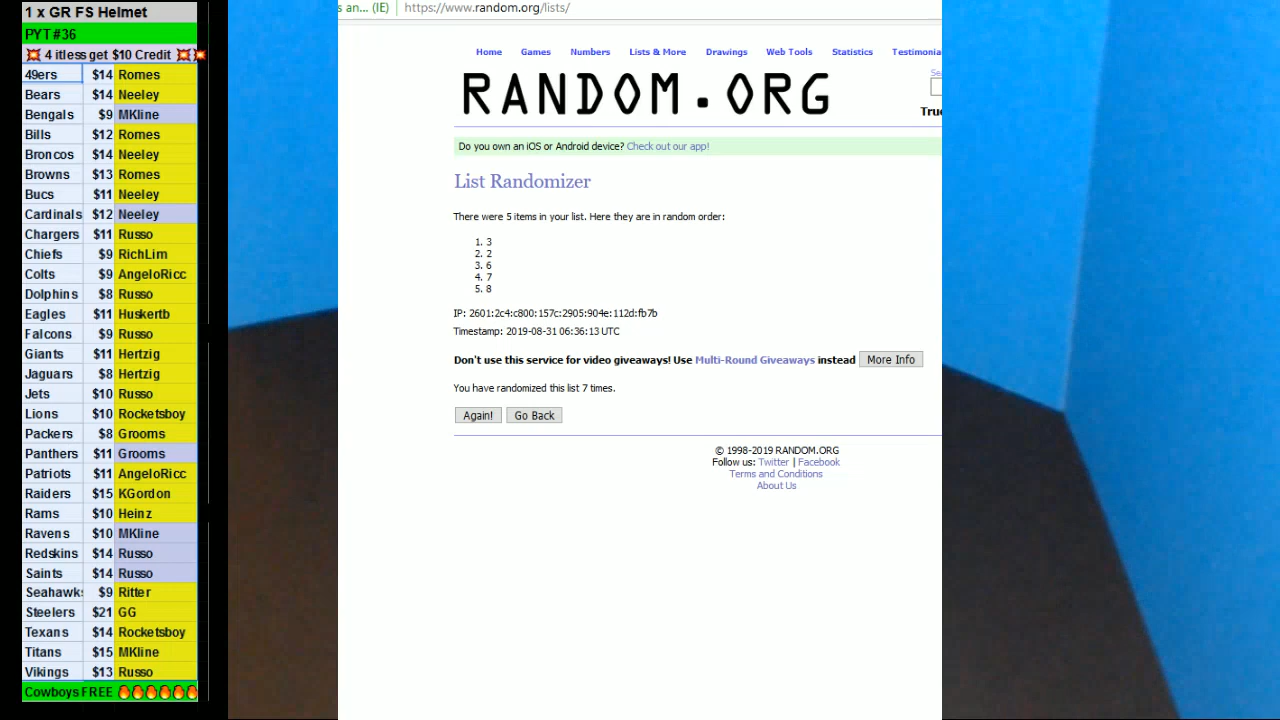 1 x GR FS Helmet
PYT #36
4 itless get $10 Credit
49ers $14 Romes
Bears $14 Neeley
Bengals $9 MKline
Bills $12 Romes
Broncos $14 Neeley
Browns $13 Romes
Bucs $11 Neeley
Cardinals $12 Neeley
Chargers $11 Russo
Chiefs $9 RichLim
Colts $9 AngeloRicc
Dolphins $8 Russo
Eagles $11 Huskertb
Falcons $9 Russo
Giants $11 Hertzig
Jaguars $8 Hertzig
Jets $10 Russo
Lions $10 Rocketsboy
Packers $8 Grooms
Panthers $11 Grooms
Patriots $11 AngeloRicc
Raiders $15 KGordon
Rams $10 Heinz
Ravens $10 MKline
Redskins $14 Russo
Saints $14 Russo
Seahawks $9 Ritter
Steelers $21 GG
Texans $14 Rocketsboy
Titans $15 MKline
Vikings $13 Russo
Cowboys FREE
s an... (IE) https://www.random.org/lists/
Home Games Numbers Lists & More Drawings Web Tools Statistics Testimonia
RANDOM.ORG
Se
True
Do you own an iOS or Android device? Check out our app!
List Randomizer
There were 5 items in your list. Here they are in random order:
1. 3
2. 2
3. 6
4. 7
5. 8
IP: 2601:2c4:c800:157c:2905:904e:112d:fb7b
Timestamp: 2019-08-31 06:36:13 UTC
Don't use this service for video giveaways! Use Multi-Round Giveaways instead More Info
You have randomized this list 7 times.
Again! Go Back
© 1998-2019 RANDOM.ORG
Follow us: Twitter | Facebook
Terms and Conditions
About Us